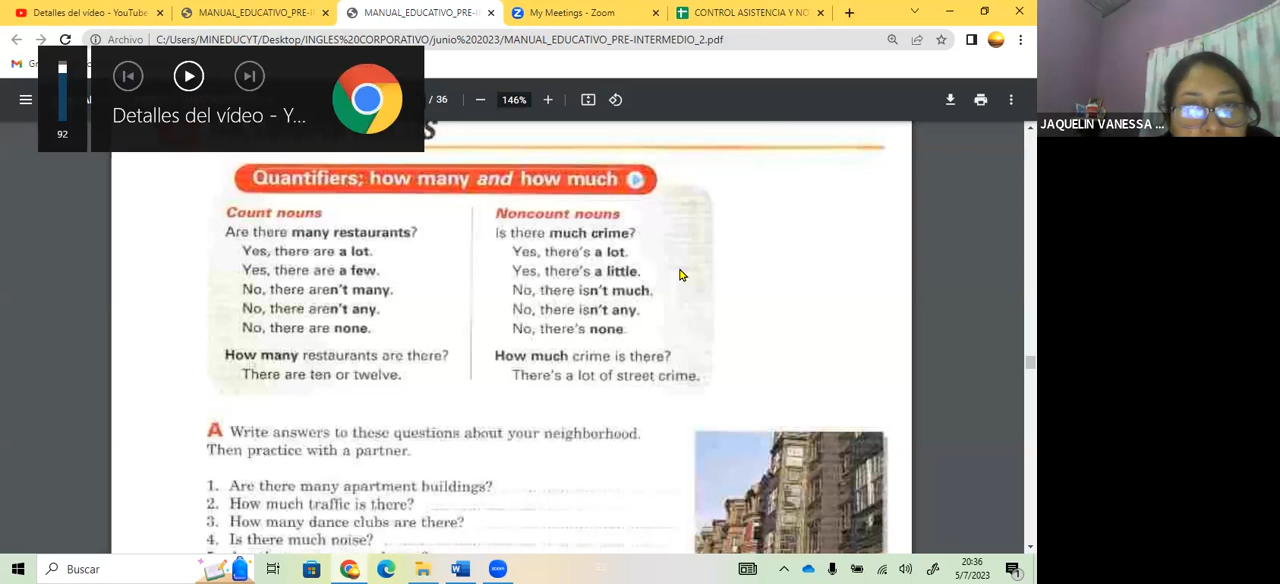 Detalles del vídeo - YouTube
MANUAL_EDUCATIVO_PRE-I
MANUAL_EDUCATIVO_PRE-I
My Meetings - Zoom
CONTROL ASISTENCIA Y NO
Archivo
C:/Users/MINEDUCYT/Desktop/INGLES%20CORPORATIVO/junio%202023/MANUAL_EDUCATIVO_PRE-INTERMEDIO_2.pdf
92
Detalles del vídeo - Y...
/ 36
146%
JAQUELIN VANESSA ...
Quantifiers; how many and how much
Count nouns
Are there many restaurants?
Yes, there are a lot.
Yes, there are a few.
No, there aren't many.
No, there aren't any.
No, there are none.
How many restaurants are there?
There are ten or twelve.
Noncount nouns
Is there much crime?
Yes, there's a lot.
Yes, there's a little.
No, there isn't much.
No, there isn't any.
No, there's none.
How much crime is there?
There's a lot of street crime.
A Write answers to these questions about your neighborhood.
Then practice with a partner.
1. Are there many apartment buildings?
2. How much traffic is there?
3. How many dance clubs are there?
4. Is there much noise?
Buscar
20:36
5/7/2023